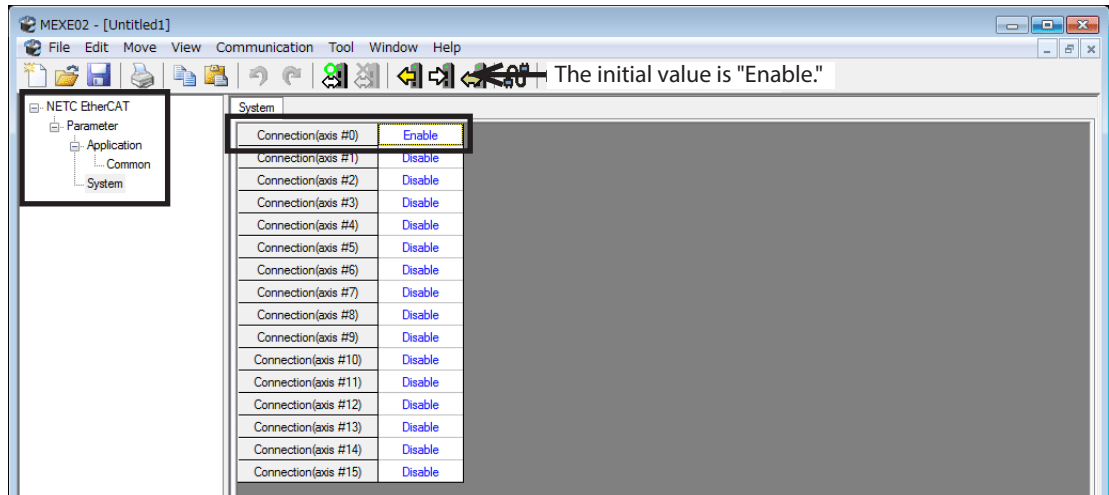 MEXE02 - [Untitled1]
File Edit Move View Communication Tool Window Help
The initial value is "Enable."
NETC EtherCAT
Parameter
Application
Common
System
System
Connection(axis #0) Enable
Connection(axis #1) Disable
Connection(axis #2) Disable
Connection(axis #3) Disable
Connection(axis #4) Disable
Connection(axis #5) Disable
Connection(axis #6) Disable
Connection(axis #7) Disable
Connection(axis #8) Disable
Connection(axis #9) Disable
Connection(axis #10) Disable
Connection(axis #11) Disable
Connection(axis #12) Disable
Connection(axis #13) Disable
Connection(axis #14) Disable
Connection(axis #15) Disable